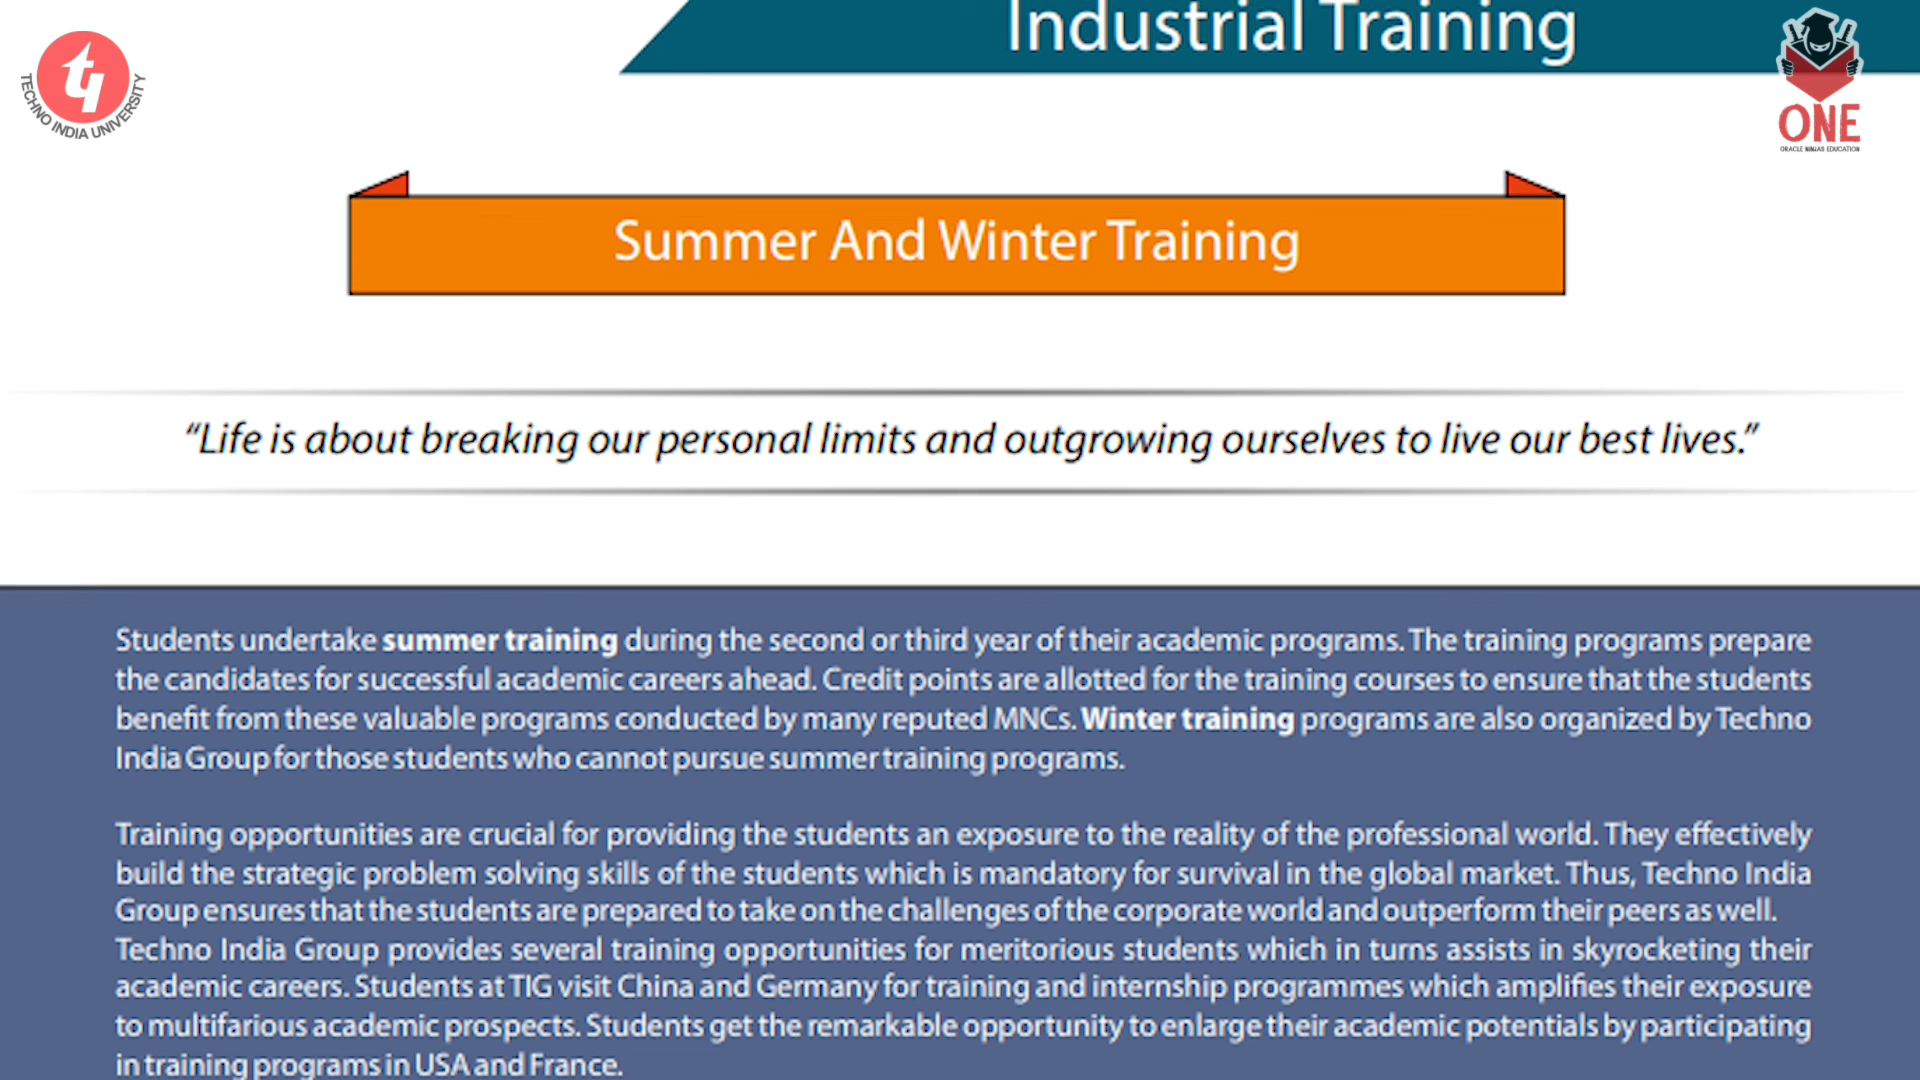 Industrial Training
TECHNO INDIA UNIVERSITY
ONE
ORACLE NINJAS EDUCATION
Summer And Winter Training
“Life is about breaking our personal limits and outgrowing ourselves to live our best lives.”
Students undertake summer training during the second or third year of their academic programs. The training programs prepare
the candidates for successful academic careers ahead. Credit points are allotted for the training courses to ensure that the students
benefit from these valuable programs conducted by many reputed MNCs. Winter training programs are also organized by Techno
India Group for those students who cannot pursue summer training programs.
Training opportunities are crucial for providing the students an exposure to the reality of the professional world. They effectively
build the strategic problem solving skills of the students which is mandatory for survival in the global market. Thus, Techno India
Group ensures that the students are prepared to take on the challenges of the corporate world and outperform their peers as well.
Techno India Group provides several training opportunities for meritorious students which in turns assists in skyrocketing their
academic careers. Students at TIG visit China and Germany for training and internship programmes which amplifies their exposure
to multifarious academic prospects. Students get the remarkable opportunity to enlarge their academic potentials by participating
in training programs in USA and France.